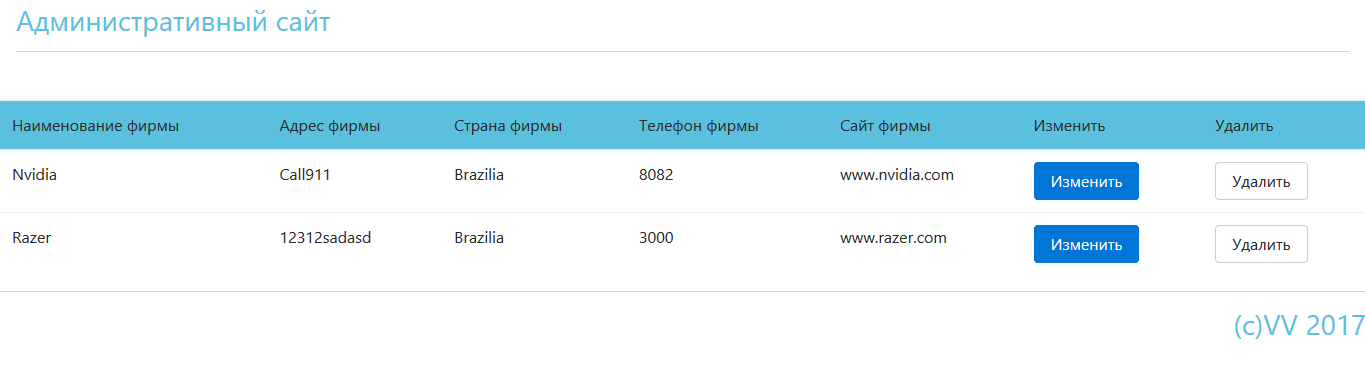 Административный сайт
Наименование фирмы Адрес фирмы Страна фирмы Телефон фирмы Сайт фирмы Изменить Удалить
Nvidia Call911 Brazilia 8082 www.nvidia.com Изменить Удалить
Razer 12312sadasd Brazilia 3000 www.razer.com Изменить Удалить
(c)VV 2017